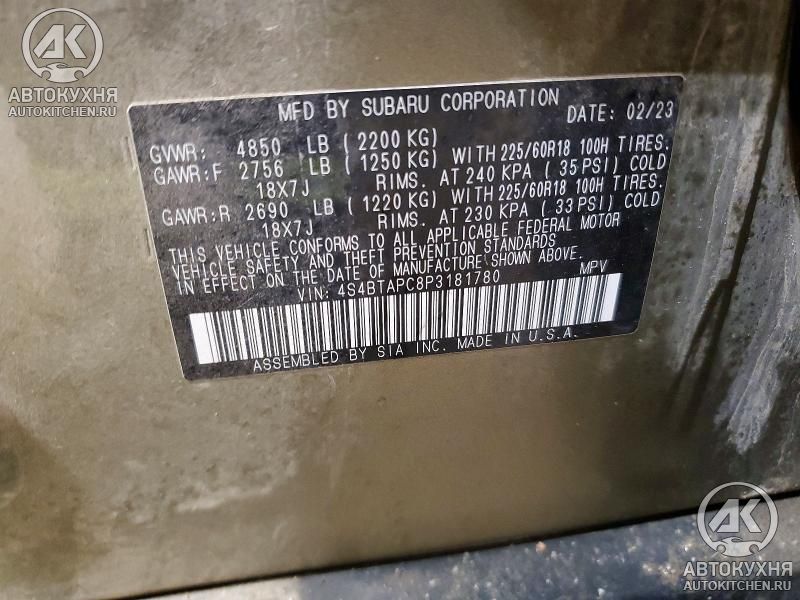 AK
АВТОКУХНЯ
AUTOKITCHEN.RU
MFD BY SUBARU CORPORATION DATE: 02/23
GVWR: 4850 LB (2200 KG)
GAWR:F 2756 LB (1250 KG) WITH 225/60R18 100H TIRES.
18X7J RIMS. AT 240 KPA (35 PSI) COLD
GAWR:R 2690 LB (1220 KG) WITH 225/60R18 100H TIRES.
18X7J RIMS. AT 230 KPA (33 PSI) COLD
THIS VEHICLE CONFORMS TO ALL APPLICABLE FEDERAL MOTOR
VEHICLE SAFETY AND THEFT PREVENTION STANDARDS
IN EFFECT ON THE DATE OF MANUFACTURE SHOWN ABOVE.
VIN: 4S4BTAPC8P3181780 MPV
ASSEMBLED BY SIA INC. MADE IN U.S.A.
AK
АВТОКУХНЯ
AUTOKITCHEN.RU